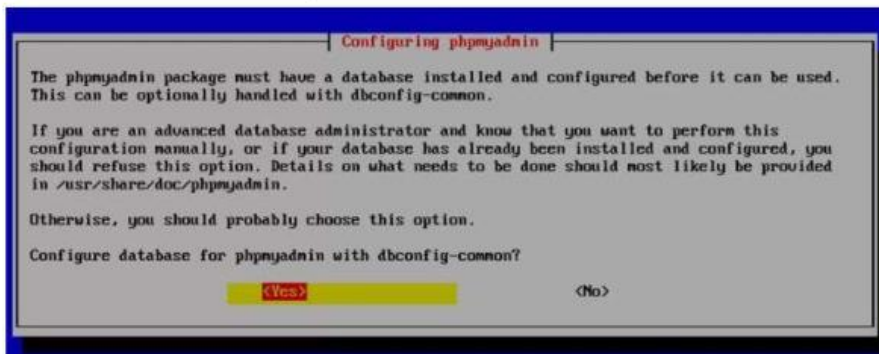 Configuring phpmyadmin
The phpmyadmin package must have a database installed and configured before it can be used.
This can be optionally handled with dbconfig-common.
If you are an advanced database administrator and know that you want to perform this
configuration manually, or if your database has already been installed and configured, you
should refuse this option. Details on what needs to be done should most likely be provided
in /usr/share/doc/phpmyadmin.
Otherwise, you should probably choose this option.
Configure database for phpmyadmin with dbconfig-common?
<Yes> <No>